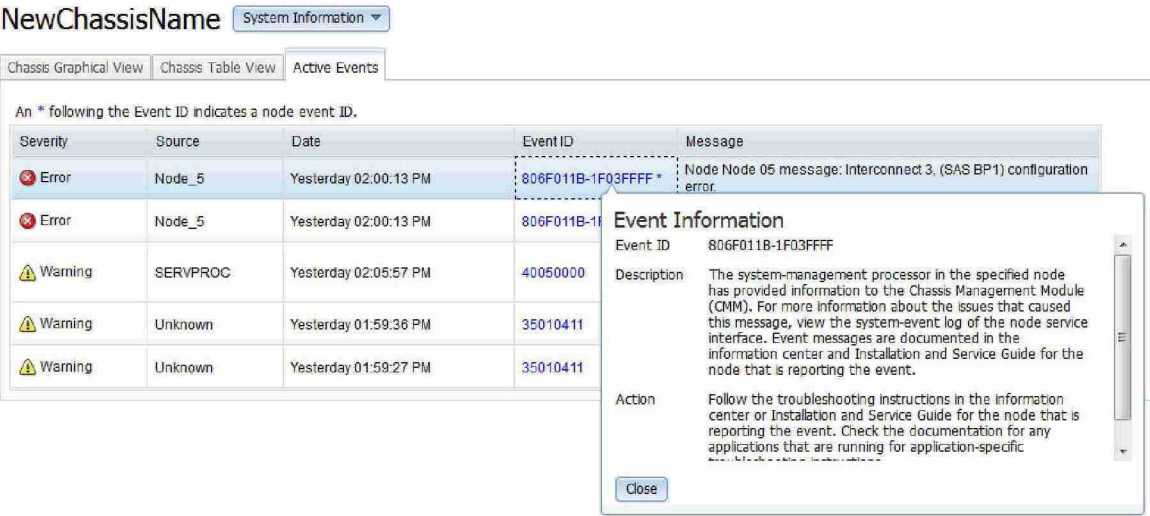 NewChassisName System Information
Chassis Graphical View Chassis Table View Active Events
An * following the Event ID indicates a node event ID.
Severity Source Date Event ID Message
Error Node_5 Yesterday 02:00:13 PM 806F011B-1F03FFFF * Node Node 05 message: Interconnect 3, (SAS BP1) configuration
error.
Error Node_5 Yesterday 02:00:13 PM 806F011B-1F
Warning SERVPROC Yesterday 02:05:57 PM 40050000
Warning Unknown Yesterday 01:59:36 PM 35010411
Warning Unknown Yesterday 01:59:27 PM 35010411
Event Information
Event ID 806F011B-1F03FFFF
Description The system-management processor in the specified node
has provided information to the Chassis Management Module
(CMM). For more information about the issues that caused
this message, view the system-event log of the node service
interface. Event messages are documented in the
information center and Installation and Service Guide for the
node that is reporting the event.
Action Follow the troubleshooting instructions in the information
center or Installation and Service Guide for the node that is
reporting the event. Check the documentation for any
applications that are running for application-specific
Close